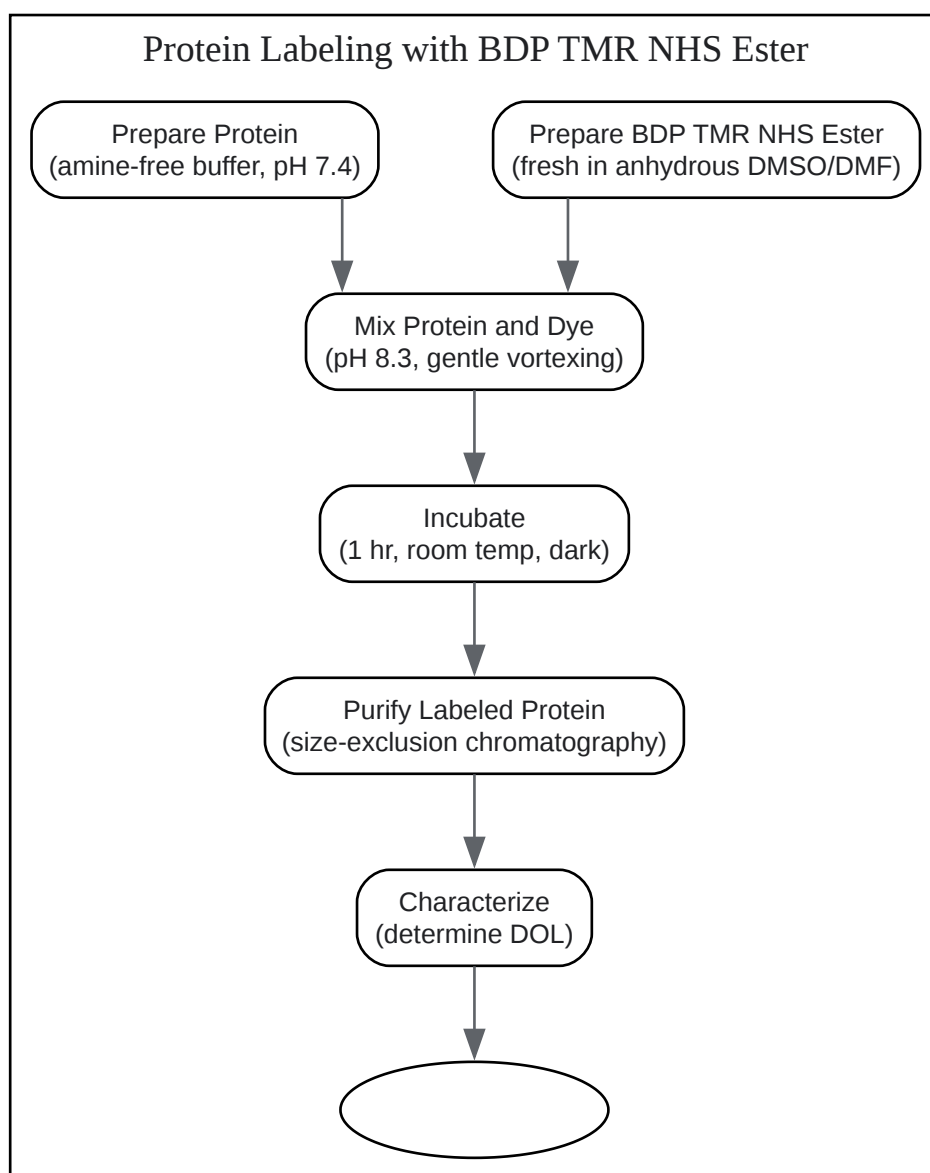 Protein Labeling with BDP TMR NHS Ester
Prepare Protein
(amine-free buffer, pH 7.4)
Prepare BDP TMR NHS Ester
(fresh in anhydrous DMSO/DMF)
Mix Protein and Dye
(pH 8.3, gentle vortexing)
Incubate
(1 hr, room temp, dark)
Purify Labeled Protein
(size-exclusion chromatography)
Characterize
(determine DOL)